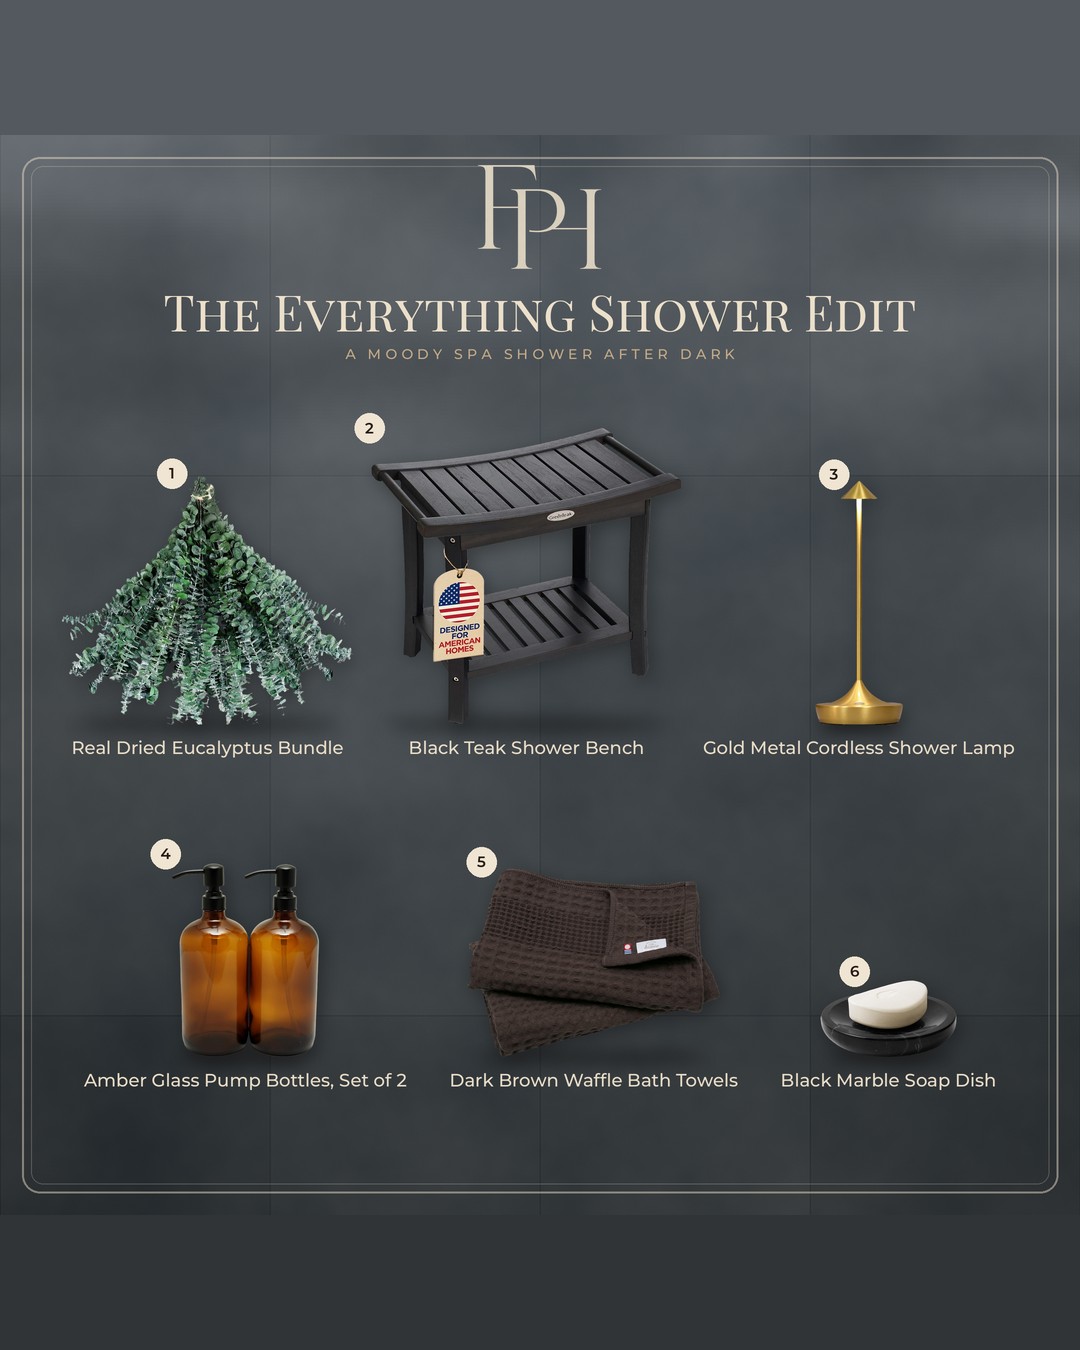 FPH
THE EVERYTHING SHOWER EDIT
A MOODY SPA SHOWER AFTER DARK
1
2
3
DESIGNED
FOR
AMERICAN
HOMES
Real Dried Eucalyptus Bundle
Black Teak Shower Bench
Gold Metal Cordless Shower Lamp
4
5
6
Amber Glass Pump Bottles, Set of 2
Dark Brown Waffle Bath Towels
Black Marble Soap Dish